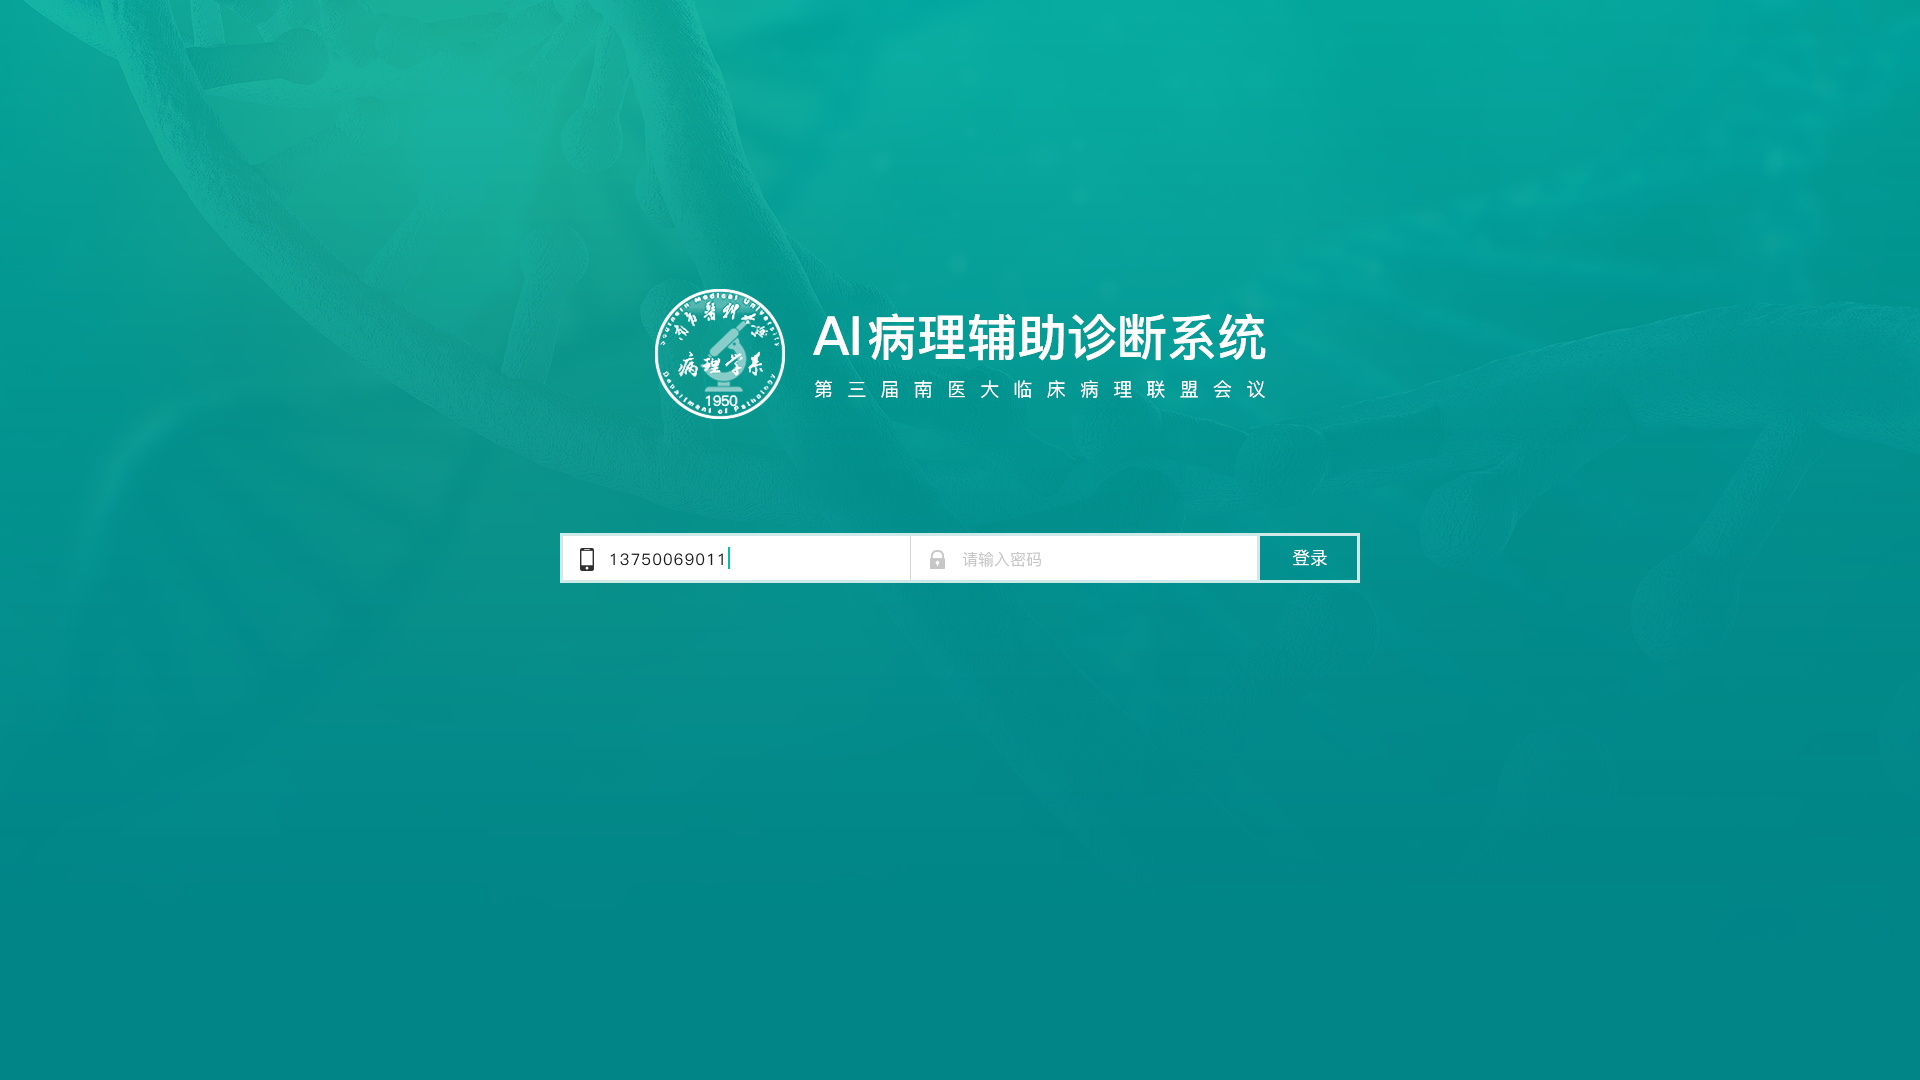 Southern Medical University
南方醫科大學
病理学系
1950
Department of Pathology
AI病理辅助诊断系统
第三届南医大临床病理联盟会议
13750069011
请输入密码
登录